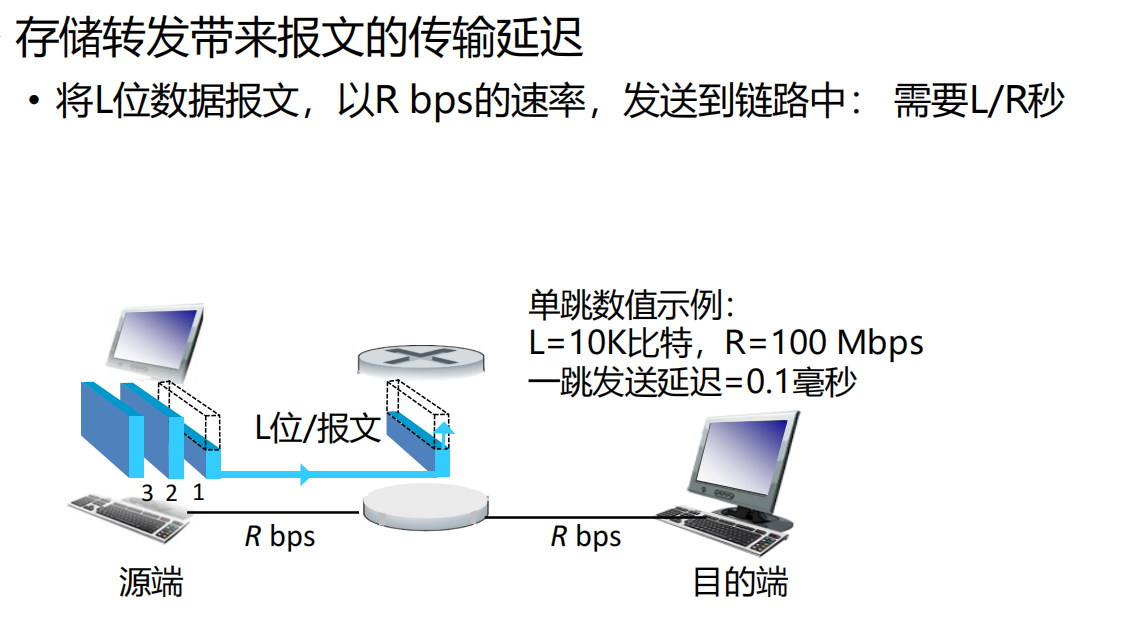 存储转发带来报文的传输延迟
• 将L位数据报文，以R bps的速率，发送到链路中： 需要L/R秒
单跳数值示例：
L=10K比特，R=100 Mbps
一跳发送延迟=0.1毫秒
L位/报文
3 2 1
R bps
R bps
源端
目的端